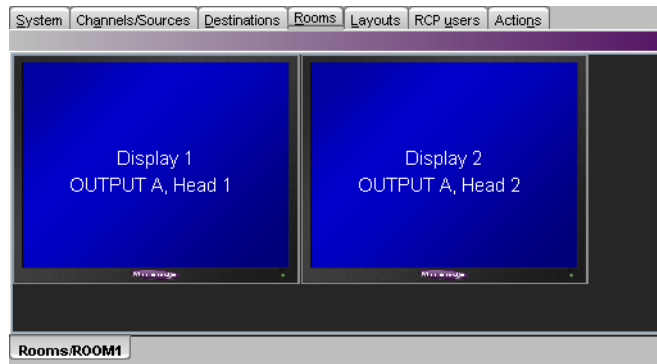 System Channels/Sources Destinations Rooms Layouts RCP users Actions
Display 1
OUTPUT A, Head 1
Display 2
OUTPUT A, Head 2
Rooms/ROOM1